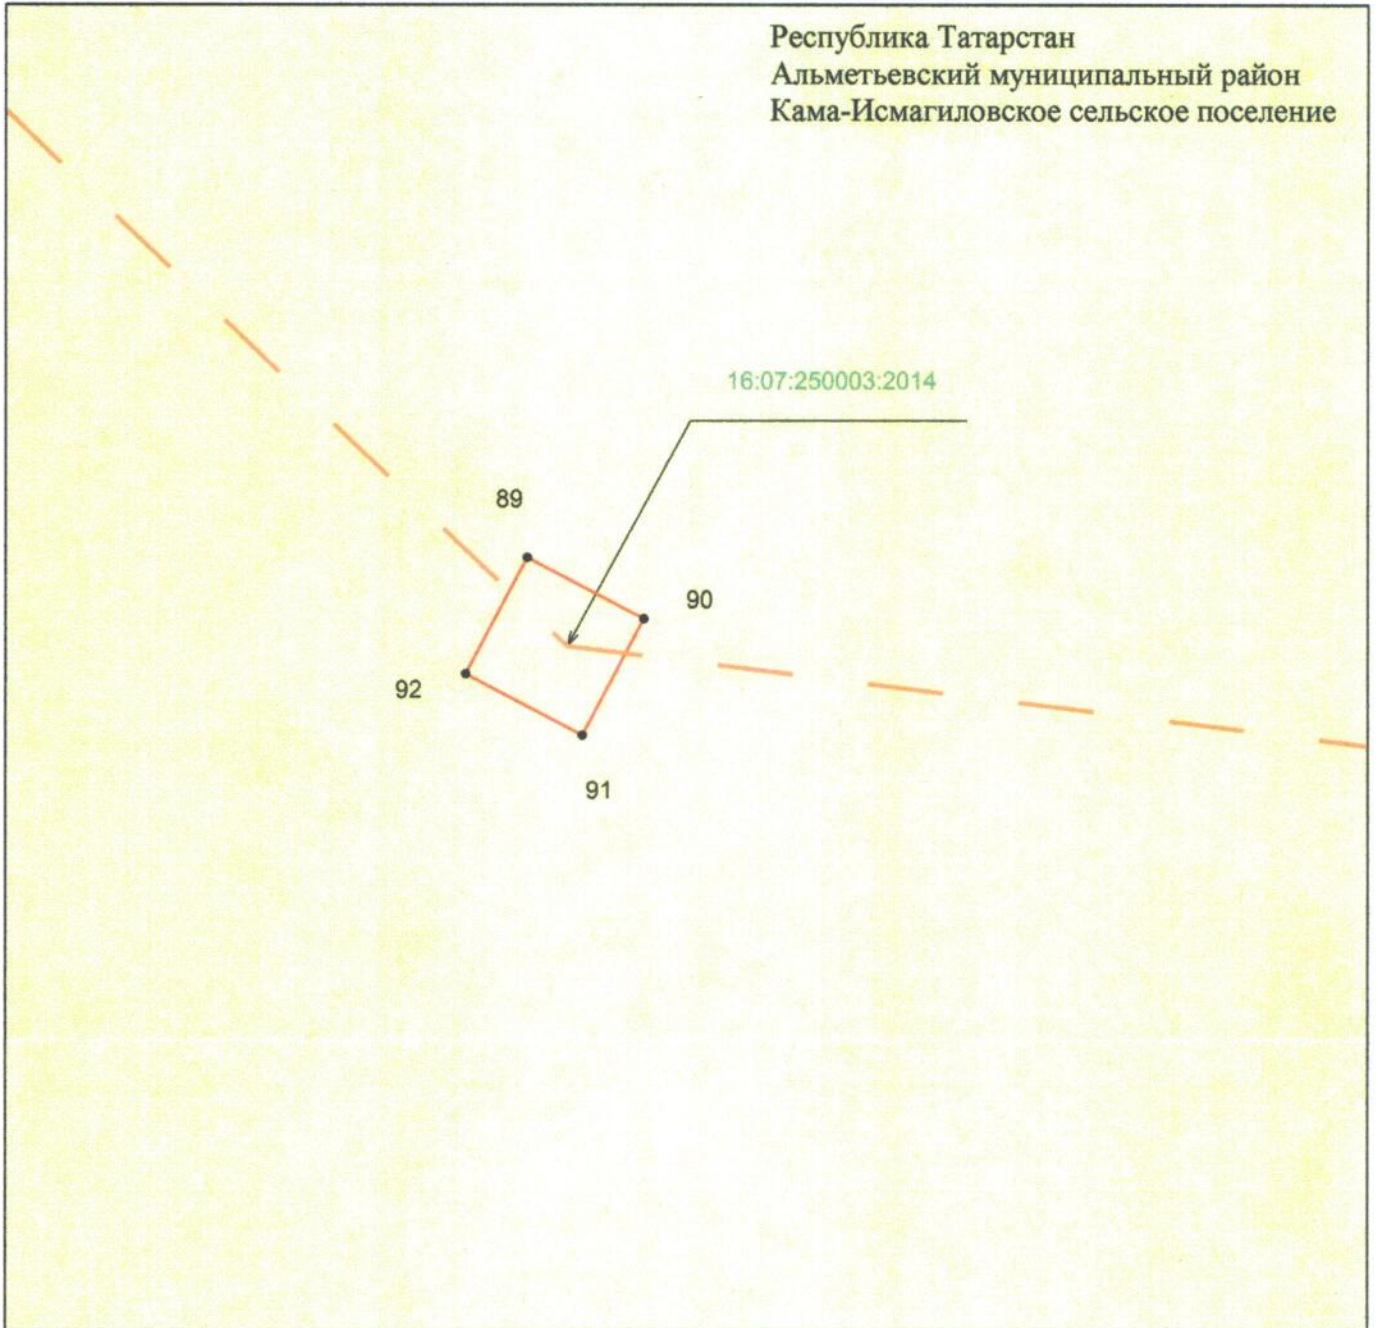 Республика Татарстан
Альметьевский муниципальный район
Кама-Исмагиловское сельское поселение
16:07:250003:2014
89
90
92
91